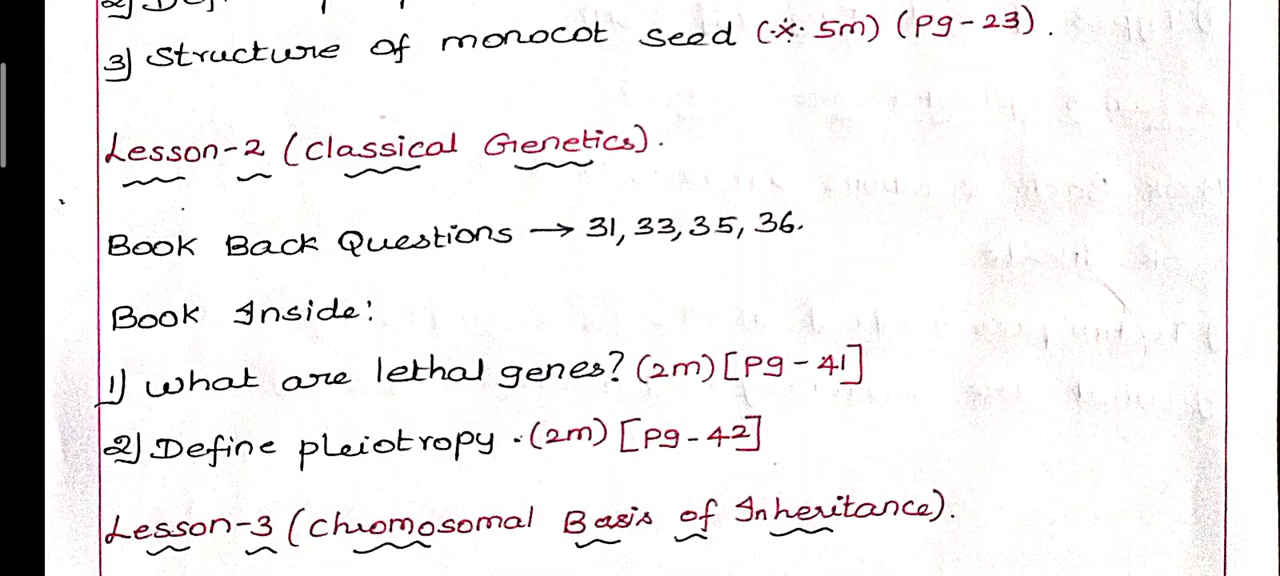 3) Structure of monocot seed (·x· 5m) (Pg-23).
Lesson-2 (Classical Genetics).
Book Back Questions → 31, 33, 35, 36.
Book Inside:
1) What are lethal genes? (2m) [Pg-41]
2) Define pleiotropy. (2m) [Pg-42]
Lesson-3 (Chromosomal Basis of Inheritance).